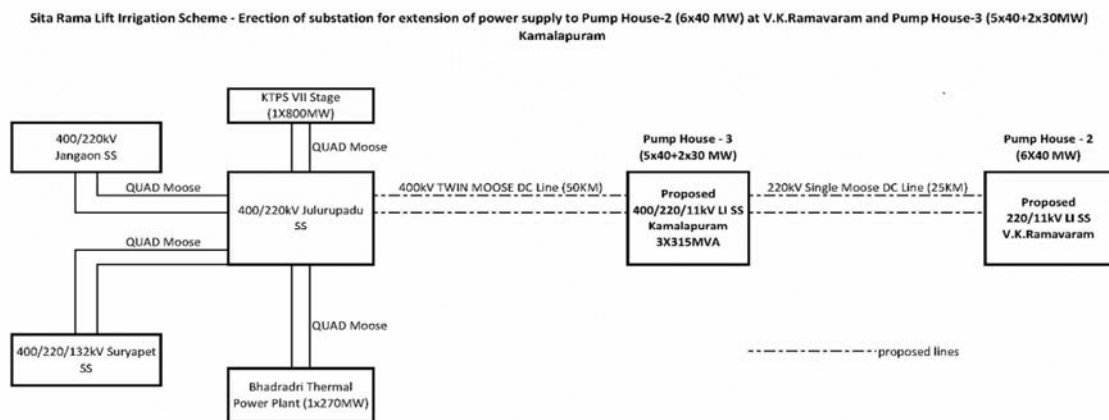 Sita Rama Lift Irrigation Scheme - Erection of substation for extension of power supply to Pump House-2 (6x40 MW) at V.K.Ramavaram and Pump House-3 (5x40+2x30MW)
Kamalapuram
KTPS VII Stage
(1X800MW)
QUAD Moose
400/220kV
Jangaon SS
QUAD Moose
400/220kV Julurupadu
SS
QUAD Moose
400/220/132kV Suryapet
SS
QUAD Moose
Bhadradri Thermal
Power Plant (1x270MW)
400kV TWIN MOOSE DC Line (50KM)
Pump House - 3
(5x40+2x30 MW)
Proposed
400/220/11kV LI SS
Kamalapuram
3X315MVA
220kV Single Moose DC Line (25KM)
Pump House - 2
(6X40 MW)
Proposed
220/11kV LI SS
V.K.Ramavaram
proposed lines